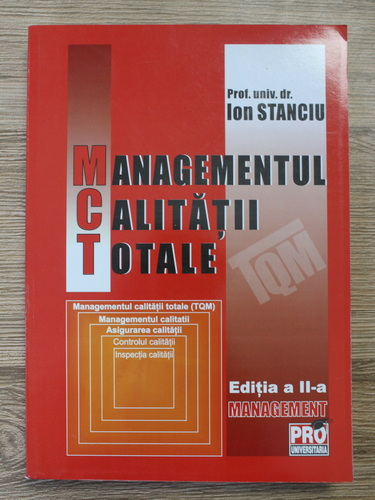 Prof. univ. dr.
Ion STANCIU
MANAGEMENTUL
CALITĂȚII
TOTALE
TQM
Managementul calității totale (TQM)
Managementul calitatii
Asigurarea calității
Controlul calității
Inspecția calității
Ediția a II-a
MANAGEMENT
PRO
UNIVERSITARIA